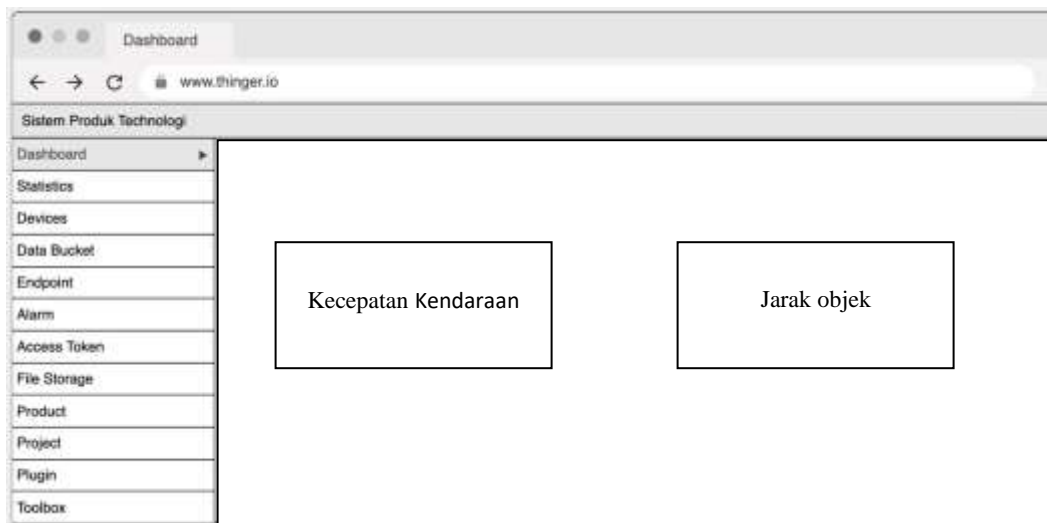 Dashboard
www.thinger.io
Sistem Produk Technologi
Dashboard
Statistics
Devices
Data Bucket
Endpoint
Alarm
Access Token
File Storage
Product
Project
Plugin
Toolbox
Kecepatan Kendaraan
Jarak objek